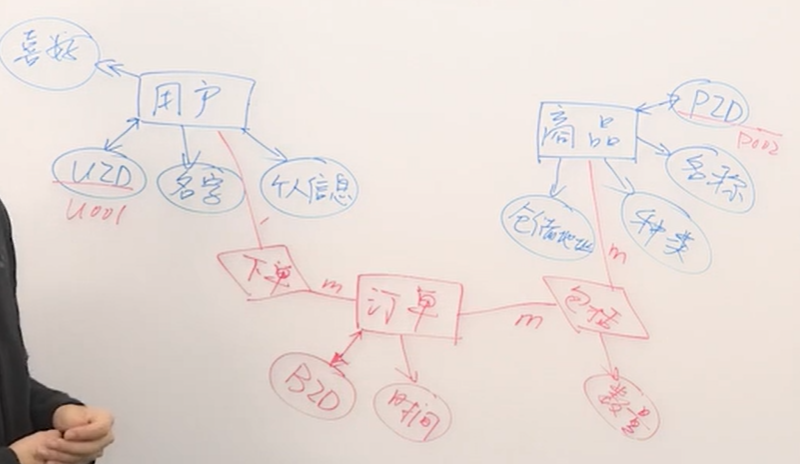 喜好
用户
UID
U001
名字
个人信息
商品
PID
P002
名称
种类
仓储地址
下单
m
订单
m
包括
m
BID
时间
数量